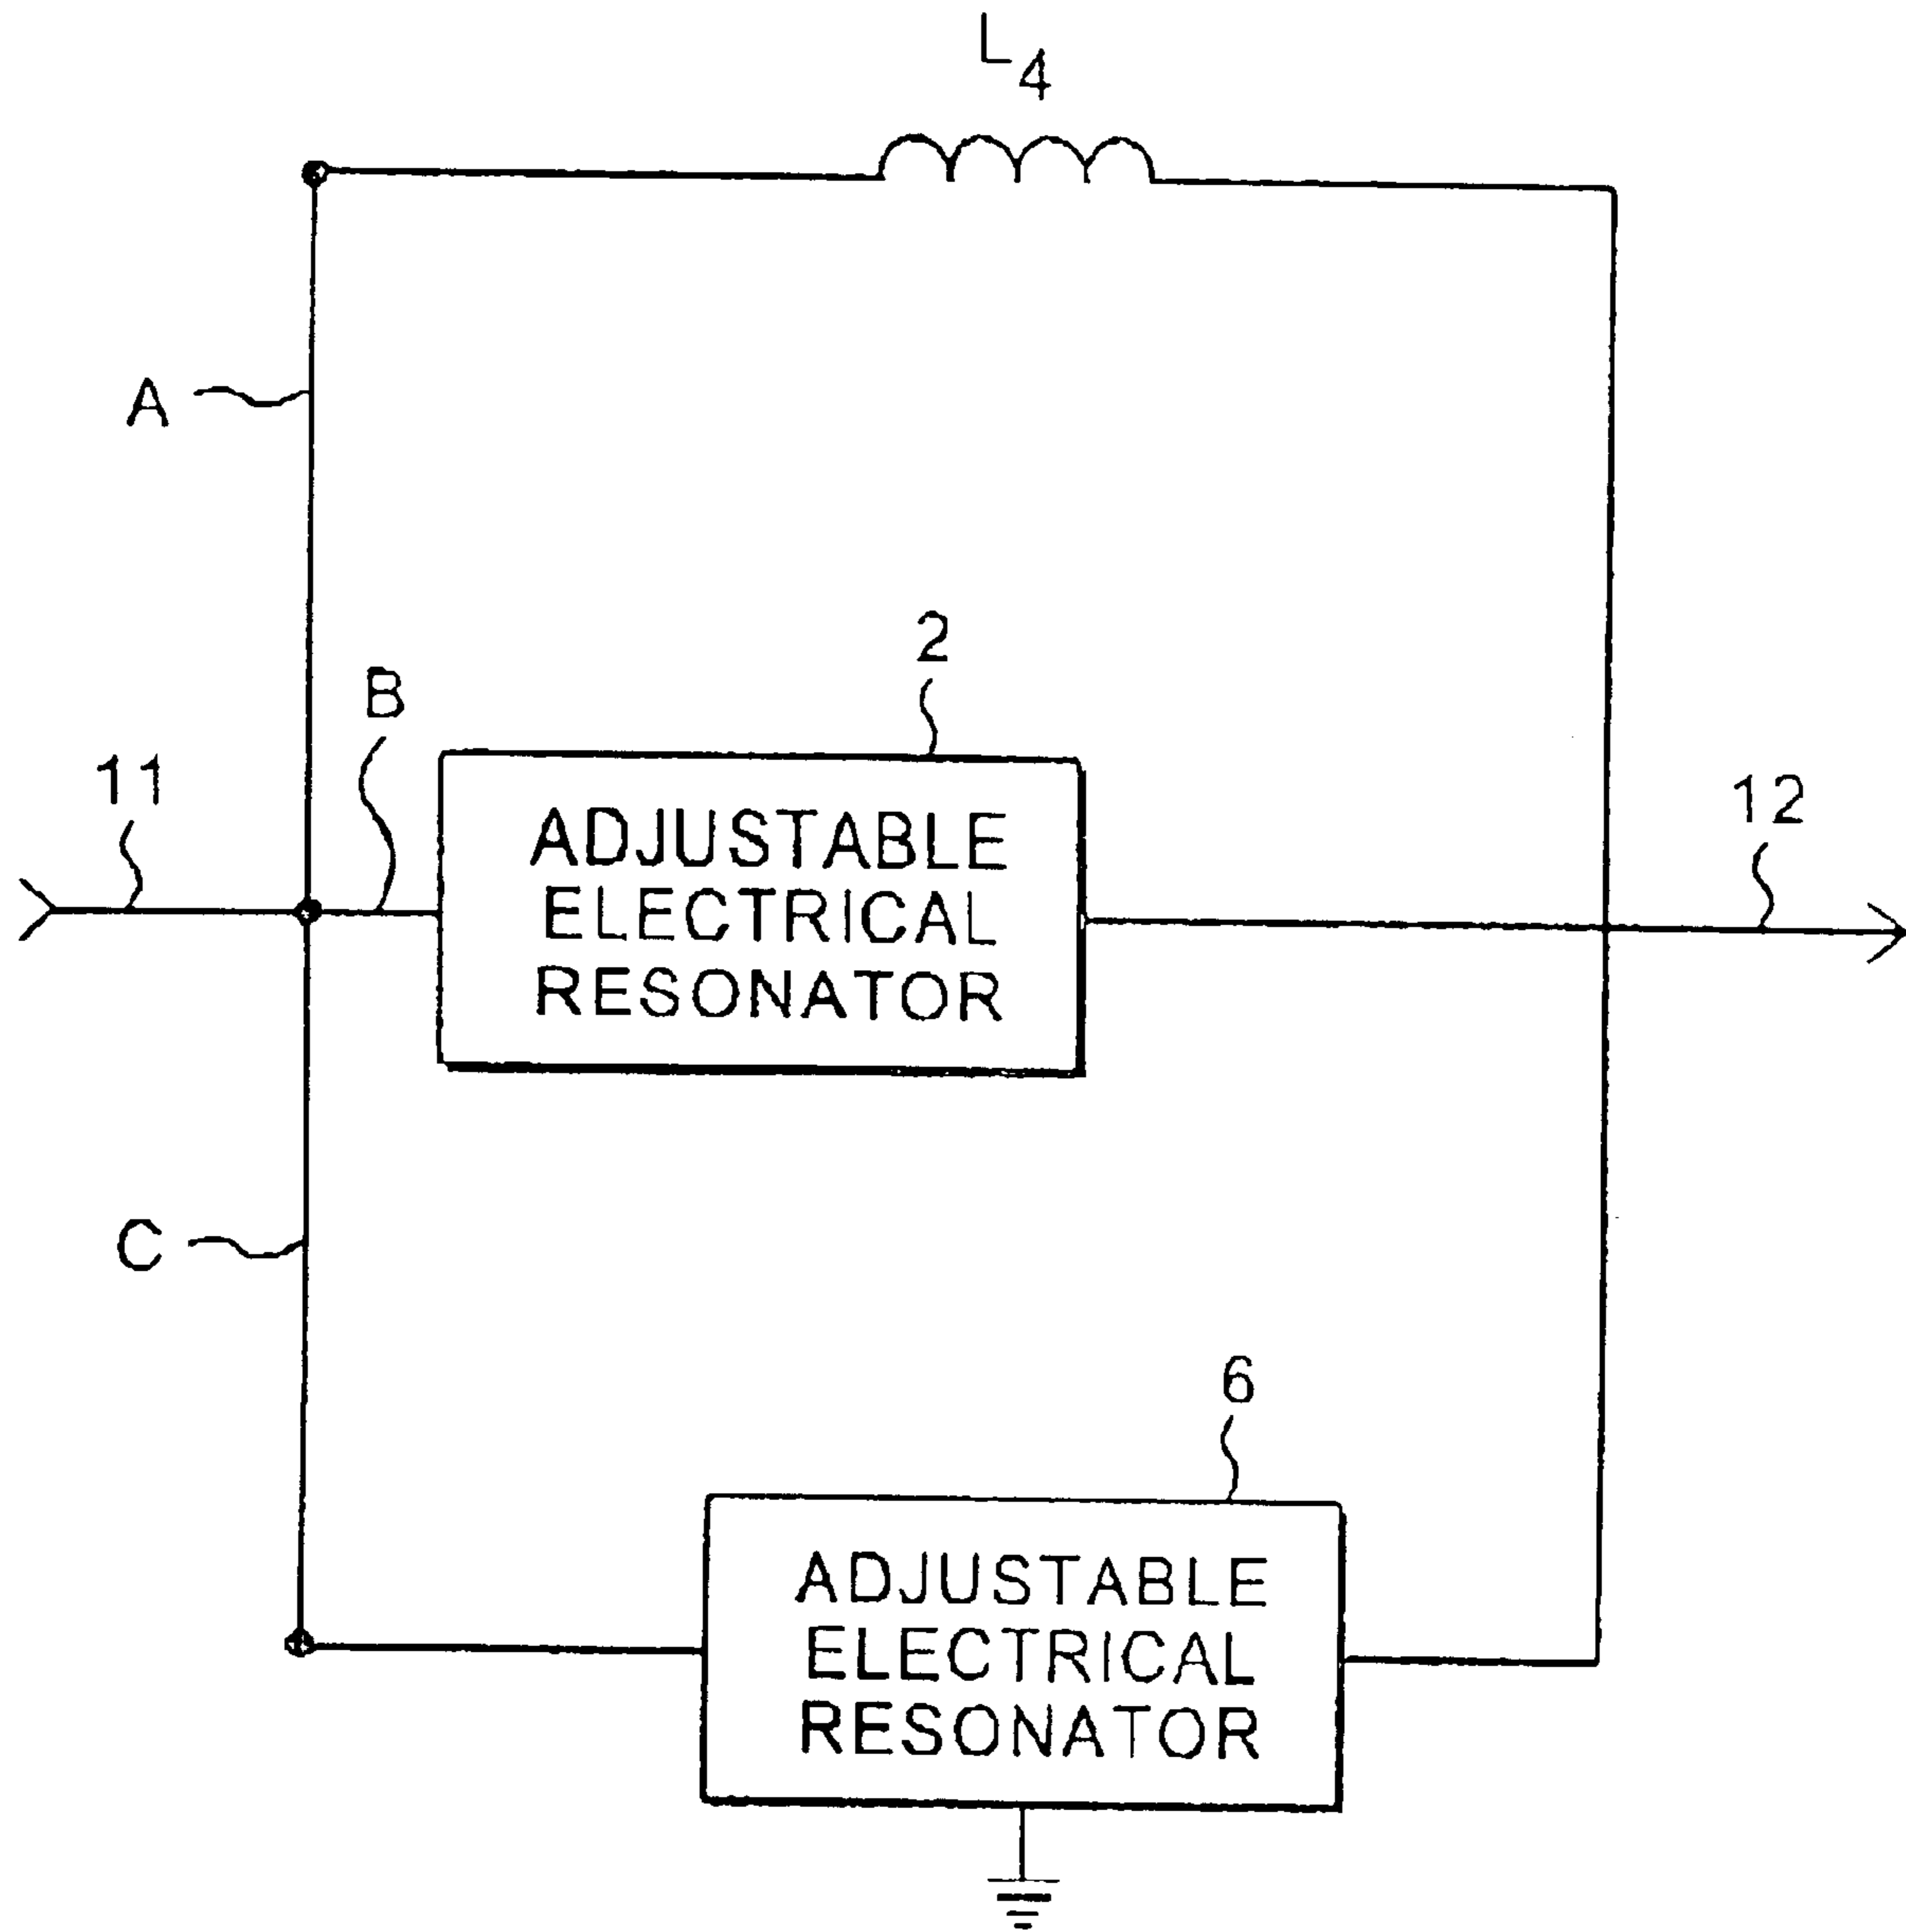 L4
A
2
B
11
ADJUSTABLE
ELECTRICAL
RESONATOR
12
C
6
ADJUSTABLE
ELECTRICAL
RESONATOR